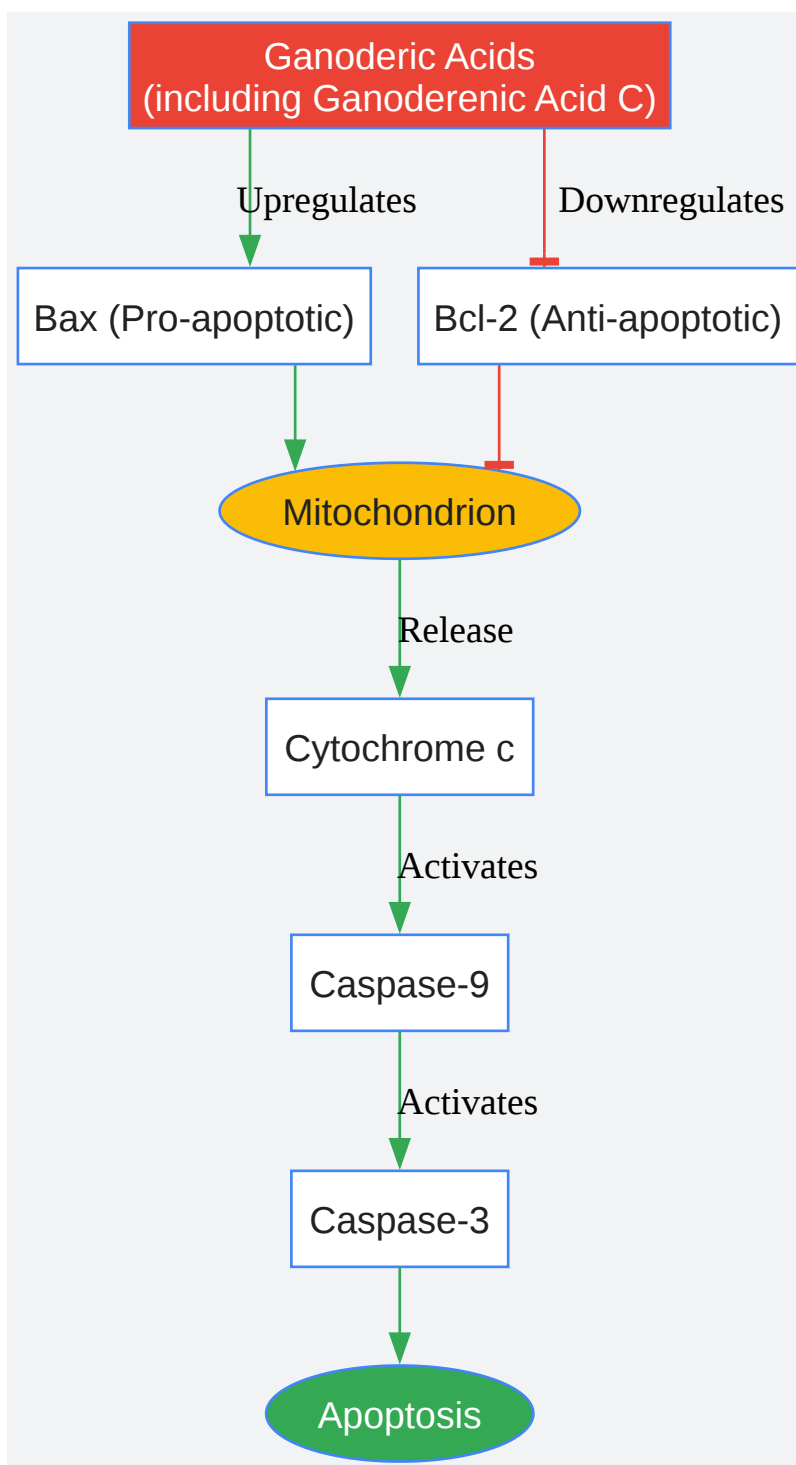 Ganoderic Acids
(including Ganoderenic Acid C)
Upregulates
Downregulates
Bax (Pro-apoptotic)
Bcl-2 (Anti-apoptotic)
Mitochondrion
Release
Cytochrome c
Activates
Caspase-9
Activates
Caspase-3
Apoptosis